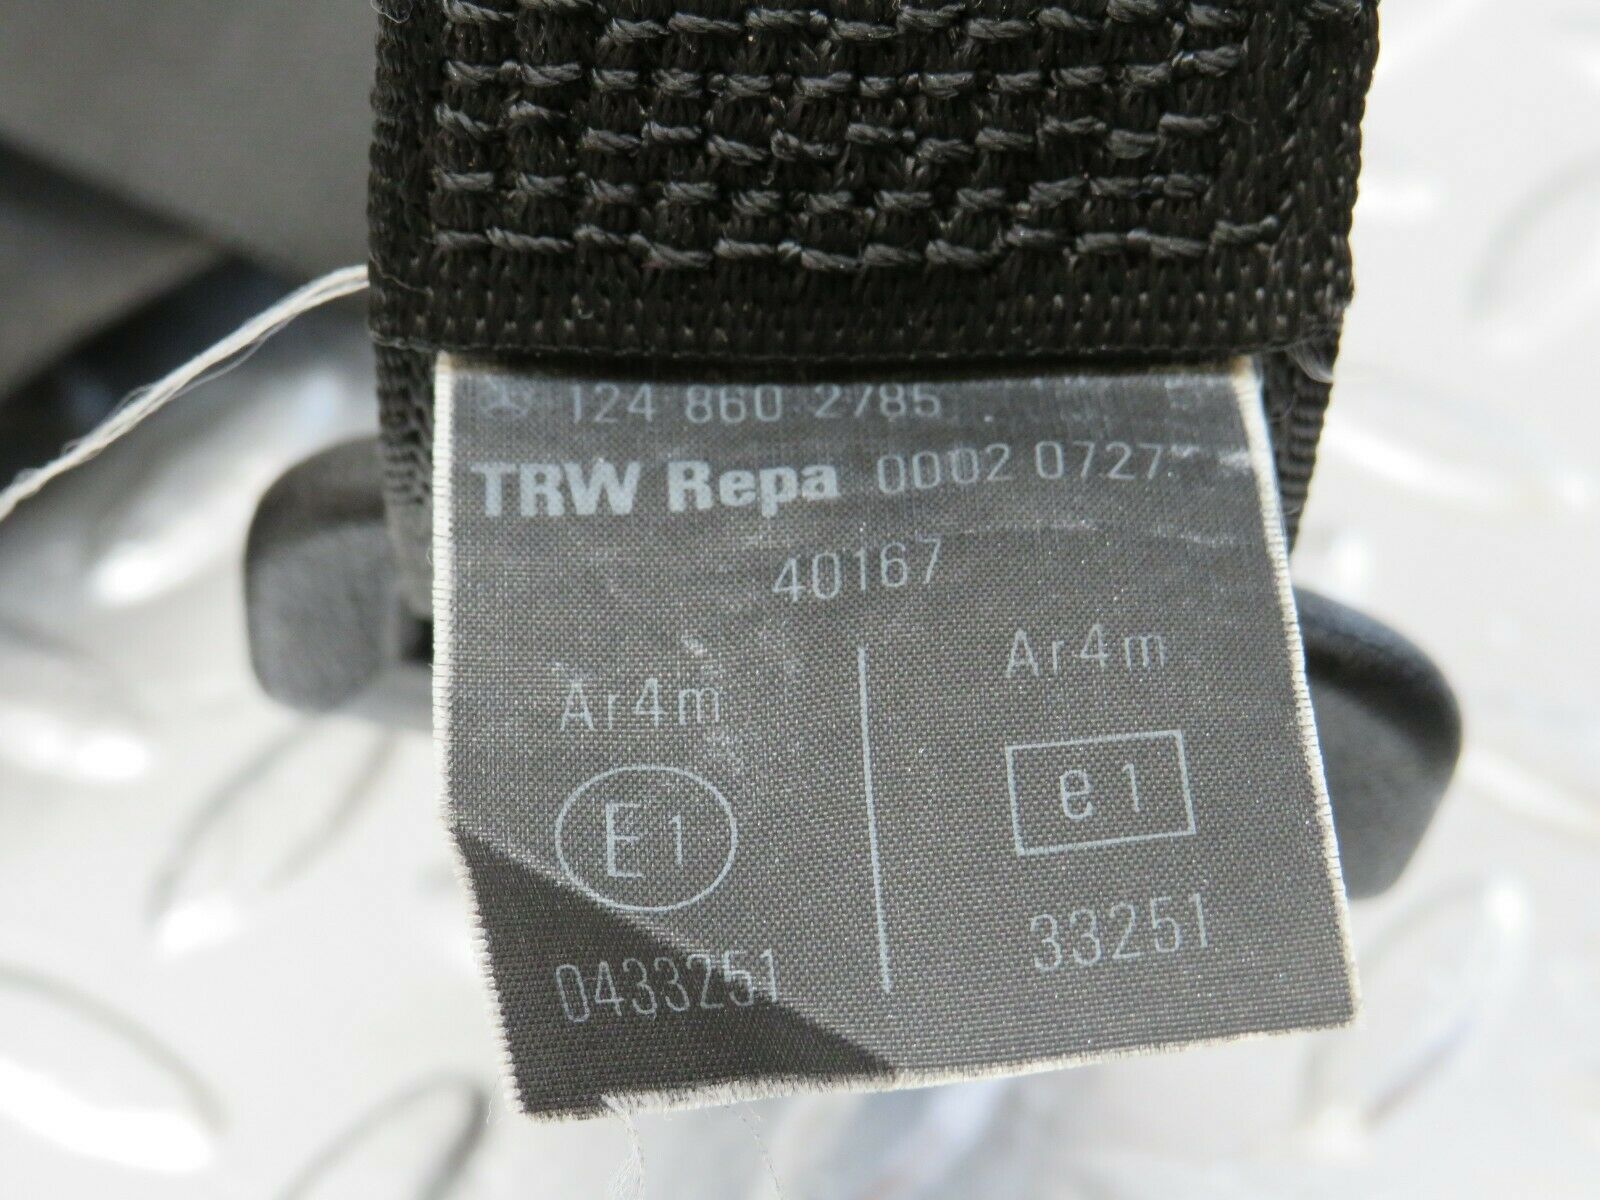 124 860 2785
TRW Repa 0002 0727
40167
Ar4m
E1
0433251
Ar4m
e1
33251